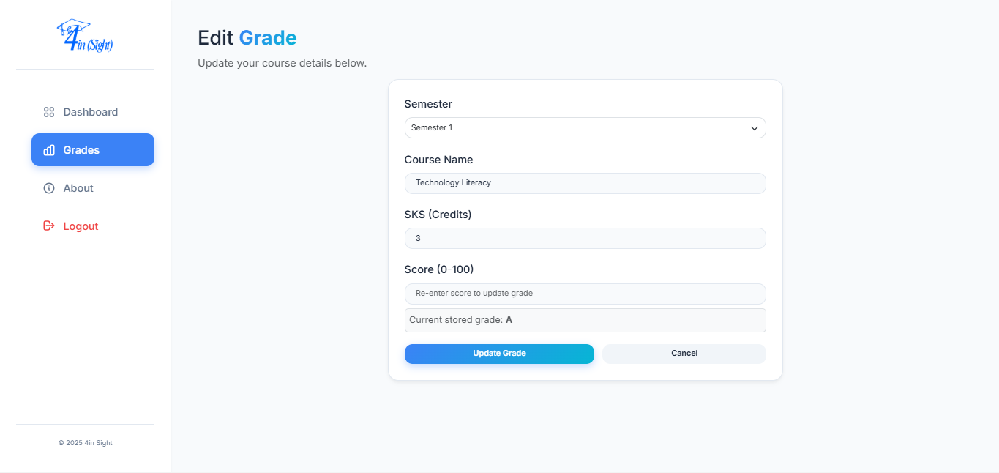 4in (Sight)
Dashboard
Grades
About
Logout
© 2025 4in Sight
Edit Grade
Update your course details below.
Semester
Semester 1
Course Name
Technology Literacy
SKS (Credits)
3
Score (0-100)
Re-enter score to update grade
Current stored grade: A
Update Grade
Cancel